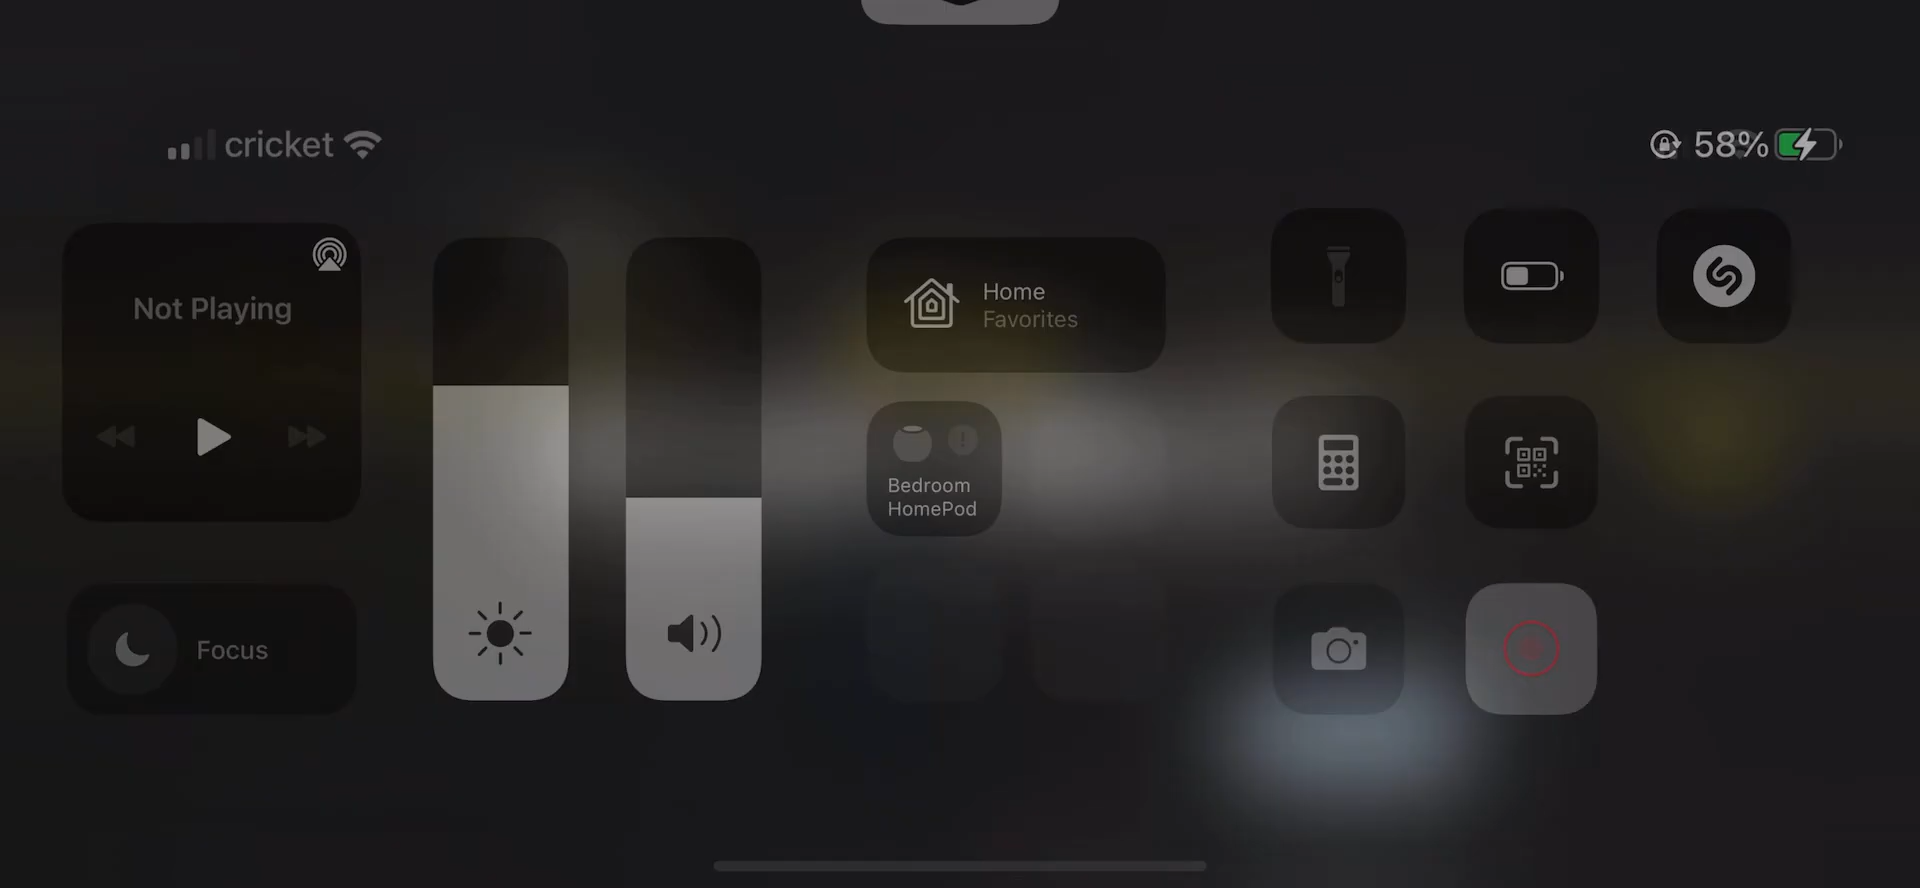 cricket
58%
Not Playing
Home
Favorites
Bedroom
HomePod
Focus